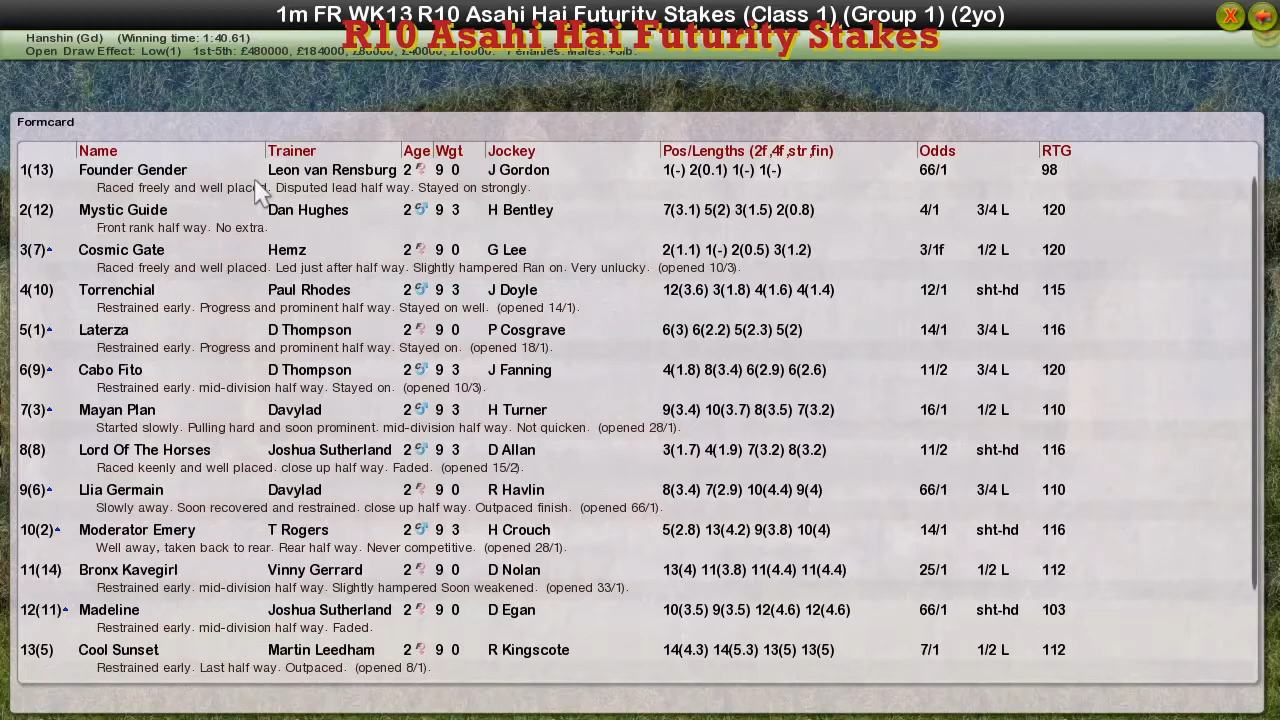 1m FR WK13 R10 Asahi Hai Futurity Stakes (Class 1) (Group 1) (2yo)
R10 Asahi Hai Futurity Stakes
Hanshin (Gd) (Winning time: 1:40.61)
Open Draw Effect: Low(1) 1st-5th: £480000, £184000, £88000, £40000, £16000 Penalties: Males: +3lb.
Formcard
Name Trainer Age Wgt Jockey Pos/Lengths (2f,4f,str,fin) Odds RTG
1(13) Founder Gender Leon van Rensburg 2 9 0 J Gordon 1(-) 2(0.1) 1(-) 1(-) 66/1 98
Raced freely and well placed. Disputed lead half way. Stayed on strongly.
2(12) Mystic Guide Dan Hughes 2 9 3 H Bentley 7(3.1) 5(2) 3(1.5) 2(0.8) 4/1 3/4 L 120
Front rank half way. No extra.
3(7) Cosmic Gate Hemz 2 9 0 G Lee 2(1.1) 1(-) 2(0.5) 3(1.2) 3/1f 1/2 L 120
Raced freely and well placed. Led just after half way. Slightly hampered Ran on. Very unlucky. (opened 10/3).
4(10) Torrenchial Paul Rhodes 2 9 3 J Doyle 12(3.6) 3(1.8) 4(1.6) 4(1.4) 12/1 sht-hd 115
Restrained early. Progress and prominent half way. Stayed on well. (opened 14/1).
5(1) Laterza D Thompson 2 9 0 P Cosgrave 6(3) 6(2.2) 5(2.3) 5(2) 14/1 3/4 L 116
Restrained early. Progress and prominent half way. Stayed on. (opened 18/1).
6(9) Cabo Fito D Thompson 2 9 3 J Fanning 4(1.8) 8(3.4) 6(2.9) 6(2.6) 11/2 3/4 L 120
Restrained early. mid-division half way. Stayed on. (opened 10/3).
7(3) Mayan Plan Davylad 2 9 3 H Turner 9(3.4) 10(3.7) 8(3.5) 7(3.2) 16/1 1/2 L 110
Started slowly. Pulling hard and soon prominent. mid-division half way. Not quicken. (opened 28/1).
8(8) Lord Of The Horses Joshua Sutherland 2 9 3 D Allan 3(1.7) 4(1.9) 7(3.2) 8(3.2) 11/2 sht-hd 116
Raced keenly and well placed. close up half way. Faded. (opened 15/2).
9(6) Llia Germain Davylad 2 9 0 R Havlin 8(3.4) 7(2.9) 10(4.4) 9(4) 66/1 3/4 L 110
Slowly away. Soon recovered and restrained. close up half way. Outpaced finish. (opened 66/1).
10(2) Moderator Emery T Rogers 2 9 3 H Crouch 5(2.8) 13(4.2) 9(3.8) 10(4) 14/1 sht-hd 116
Well away, taken back to rear. Rear half way. Never competitive. (opened 28/1).
11(14) Bronx Kavegirl Vinny Gerrard 2 9 0 D Nolan 13(4) 11(3.8) 11(4.4) 11(4.4) 25/1 1/2 L 112
Restrained early. mid-division half way. Slightly hampered Soon weakened. (opened 33/1).
12(11) Madeline Joshua Sutherland 2 9 0 D Egan 10(3.5) 9(3.5) 12(4.6) 12(4.6) 66/1 sht-hd 103
Restrained early. mid-division half way. Faded.
13(5) Cool Sunset Martin Leedham 2 9 0 R Kingscote 14(4.3) 14(5.3) 13(5) 13(5) 7/1 1/2 L 112
Restrained early. Last half way. Outpaced. (opened 8/1).